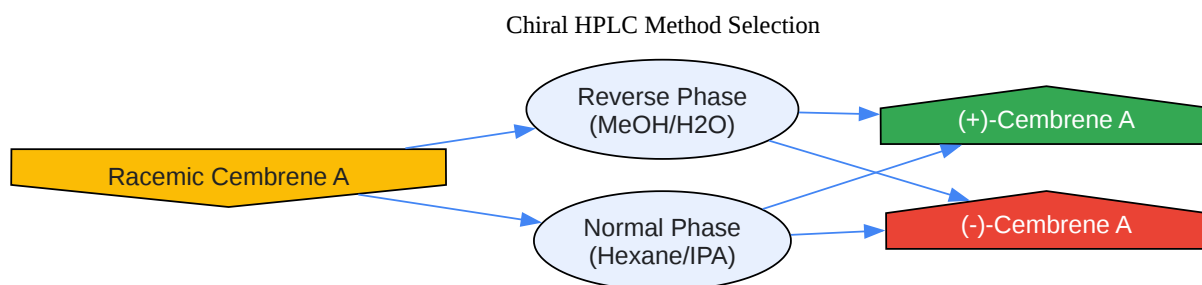 Chiral HPLC Method Selection
Racemic Cembrene A
Reverse Phase
(MeOH/H2O)
Normal Phase
(Hexane/IPA)
(+)-Cembrene A
(-)-Cembrene A